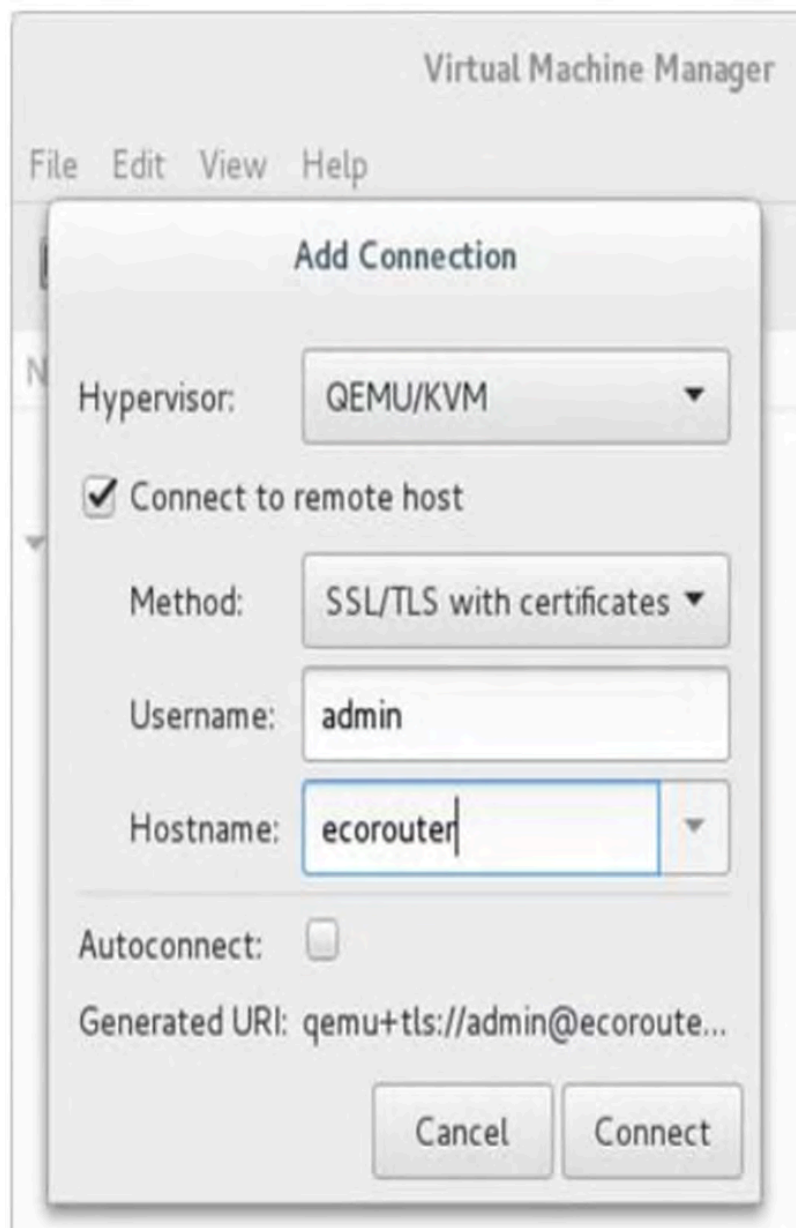 Virtual Machine Manager
File Edit View Help
Add Connection
N
Hypervisor: QEMU/KVM
Connect to remote host
Method: SSL/TLS with certificates
Username: admin
Hostname: ecorouter
Autoconnect:
Generated URI: qemu+tls://admin@ecoroute...
Cancel Connect